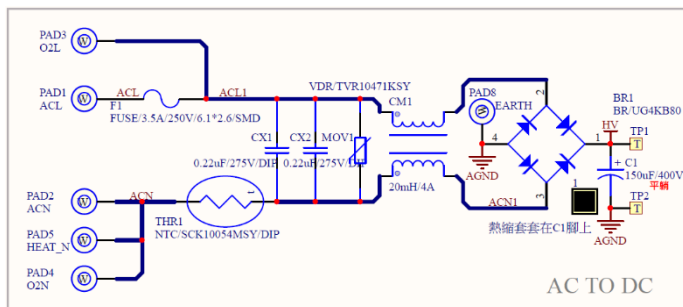 PAD3
O2L
W
PAD1
ACL
W
ACL
F1
FUSE/3.5A/250V/6.1*2.6/SMD
ACL1
VDR/TVR10471KSY
CM1
PAD8
W
EARTH
AGND
BR1
BR/UG4KB80
HV
TP1
T
2
4
1
3
CX1
0.22uF/275V/DIP
CX2
0.22uF/275V/DIP
MOV1
20mH/4A
C1
150uF/400V
平躺
TP2
T
AGND
PAD2
ACN
W
ACN
THR1
NTC/SCK10054MSY/DIP
1
PAD5
HEAT_N
W
PAD4
O2N
W
ACN1
1
熱縮套套在C1腳上
AC TO DC